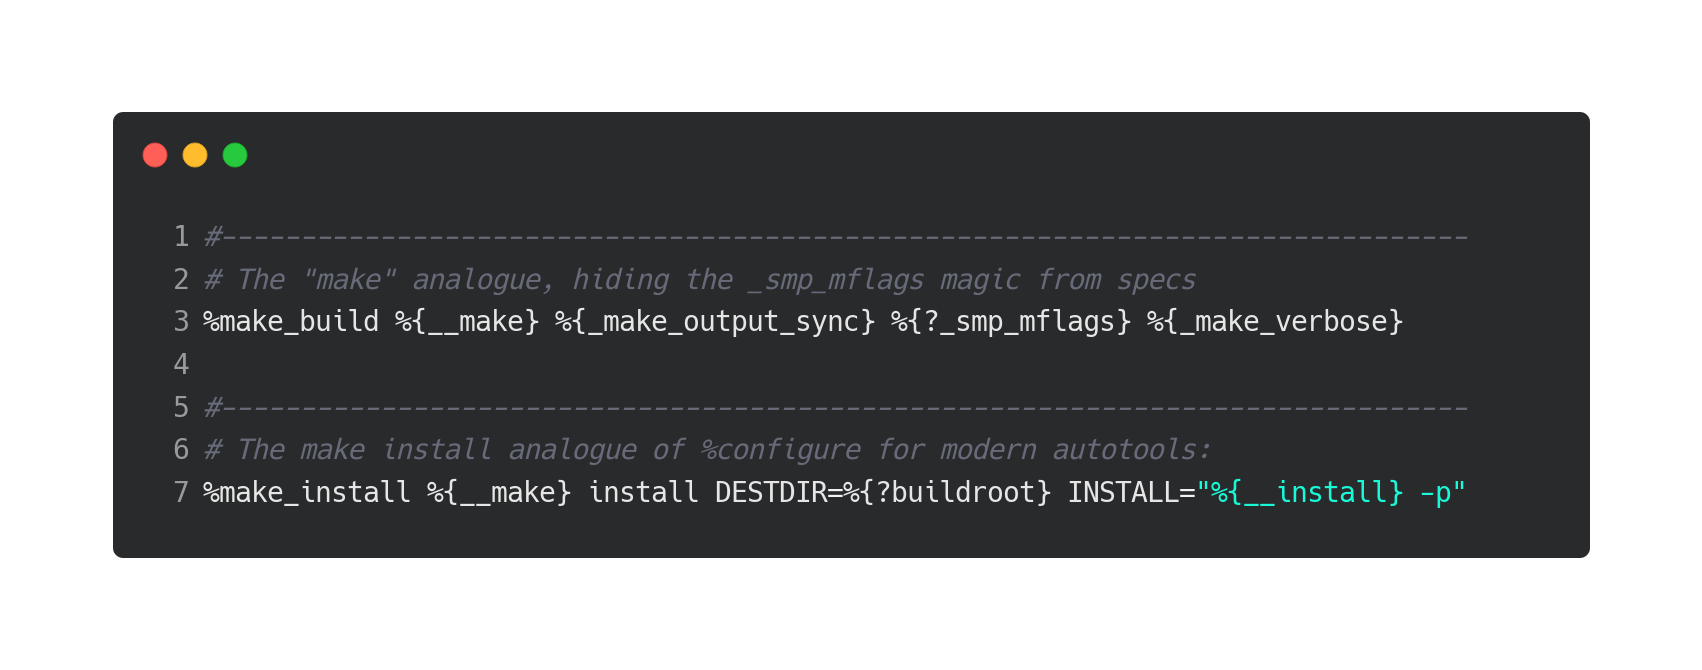 1 #------------------------------------------------------------------------------
2 # The "make" analogue, hiding the _smp_mflags magic from specs
3 %make_build %{__make} %{_make_output_sync} %{?_smp_mflags} %{_make_verbose}
4
5 #------------------------------------------------------------------------------
6 # The make install analogue of %configure for modern autotools:
7 %make_install %{__make} install DESTDIR=%{?buildroot} INSTALL="%{__install} -p"